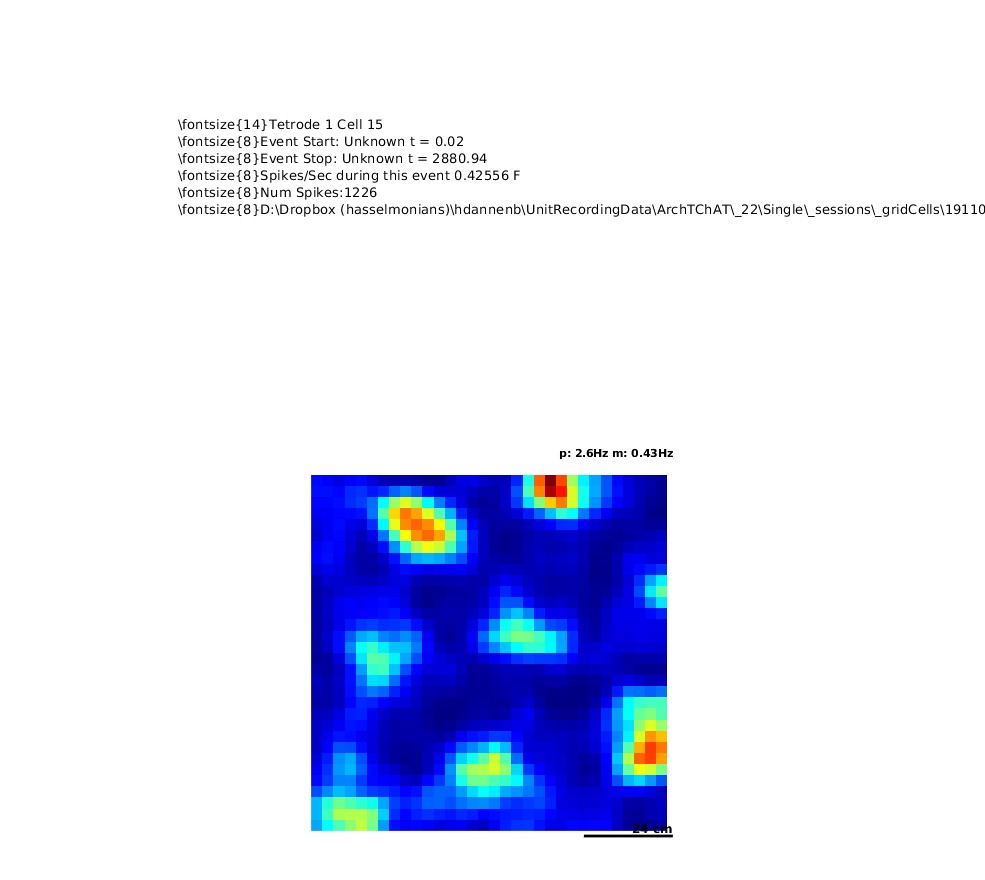 \fontsize{14}Tetrode 1 Cell 15
\fontsize{8}Event Start: Unknown t = 0.02
\fontsize{8}Event Stop: Unknown t = 2880.94
\fontsize{8}Spikes/Sec during this event 0.42556 F
\fontsize{8}Num Spikes:1226
\fontsize{8}D:\Dropbox (hasselmonians)\hdannenb\UnitRecordingData\ArchTChAT\_22\Single\_sessions\_gridCells\19110
p: 2.6Hz m: 0.43Hz
24 cm